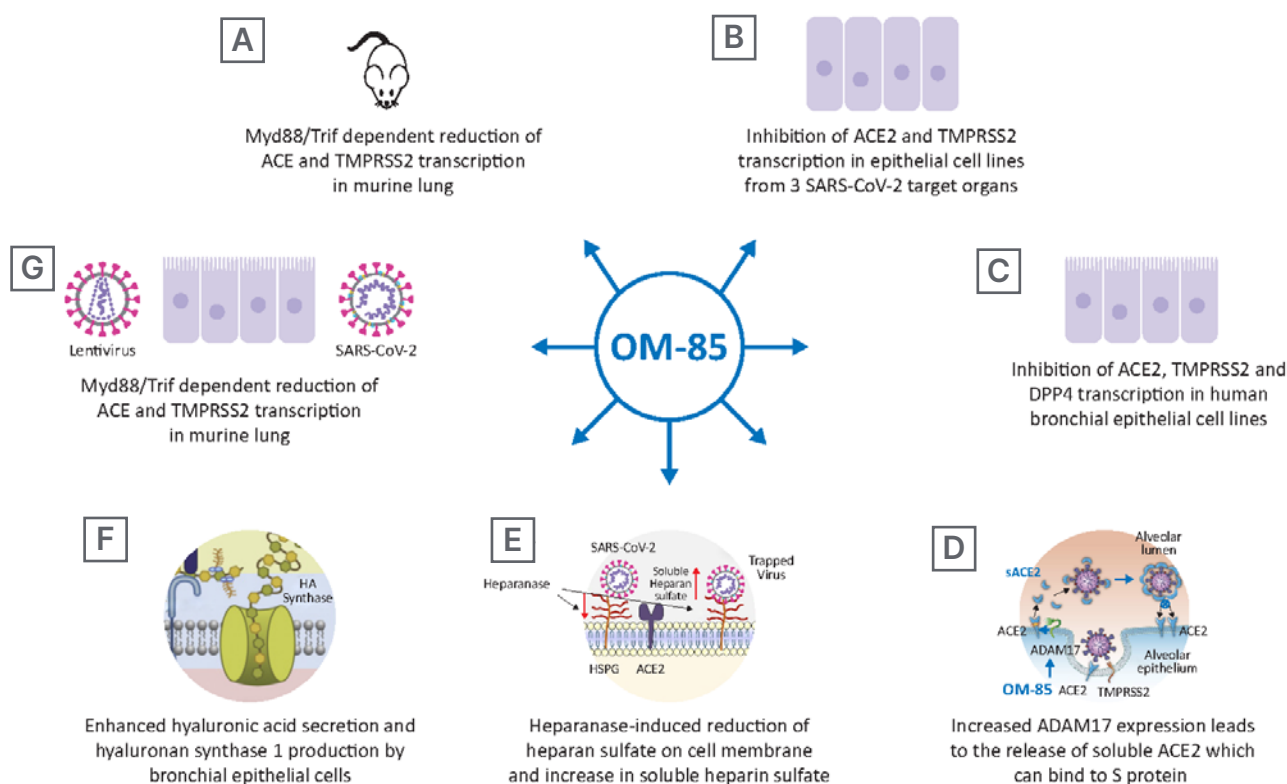 A
Myd88/Trif dependent reduction of
ACE and TMPRSS2 transcription
in murine lung
B
Inhibition of ACE2 and TMPRSS2
transcription in epithelial cell lines
from 3 SARS-CoV-2 target organs
G
Lentivirus
SARS-CoV-2
Myd88/Trif dependent reduction of
ACE and TMPRSS2 transcription
in murine lung
OM-85
C
Inhibition of ACE2, TMPRSS2 and
DPP4 transcription in human
bronchial epithelial cell lines
F
HA
Synthase
Enhanced hyaluronic acid secretion and
hyaluronan synthase 1 production by
bronchial epithelial cells
E
SARS-CoV-2
Heparanase
Soluble
Heparan
sulfate
Trapped
Virus
HSPG
ACE2
Heparanase-induced reduction of
heparan sulfate on cell membrane
and increase in soluble heparin sulfate
D
Alveolar
lumen
sACE2
ACE2
ACE2
ADAM17
Alveolar
epithelium
OM-85
ACE2
TMPRSS2
Increased ADAM17 expression leads
to the release of soluble ACE2 which
can bind to S protein